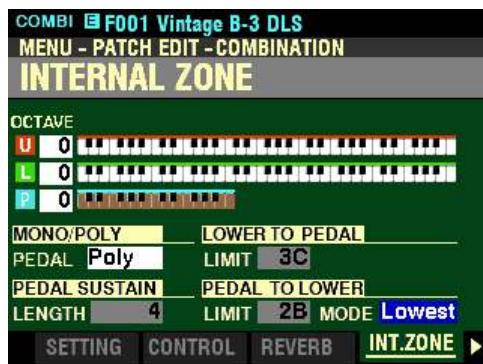 COMBI E F001 Vintage B-3 DLS
MENU - PATCH EDIT - COMBINATION
INTERNAL ZONE
OCTAVE
U 0
L 0
P 0
MONO/POLY LOWER TO PEDAL
PEDAL Poly LIMIT 3C
PEDAL SUSTAIN PEDAL TO LOWER
LENGTH 4 LIMIT 2B MODE Lowest
SETTING CONTROL REVERB INT.ZONE